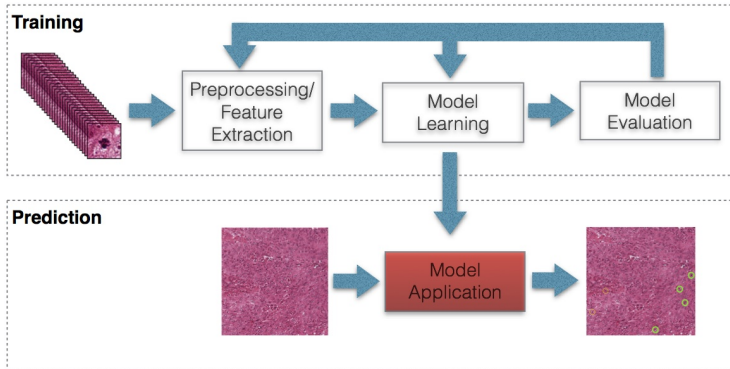 Training
Preprocessing/
Feature
Extraction
Model
Learning
Model
Evaluation
Prediction
Model
Application